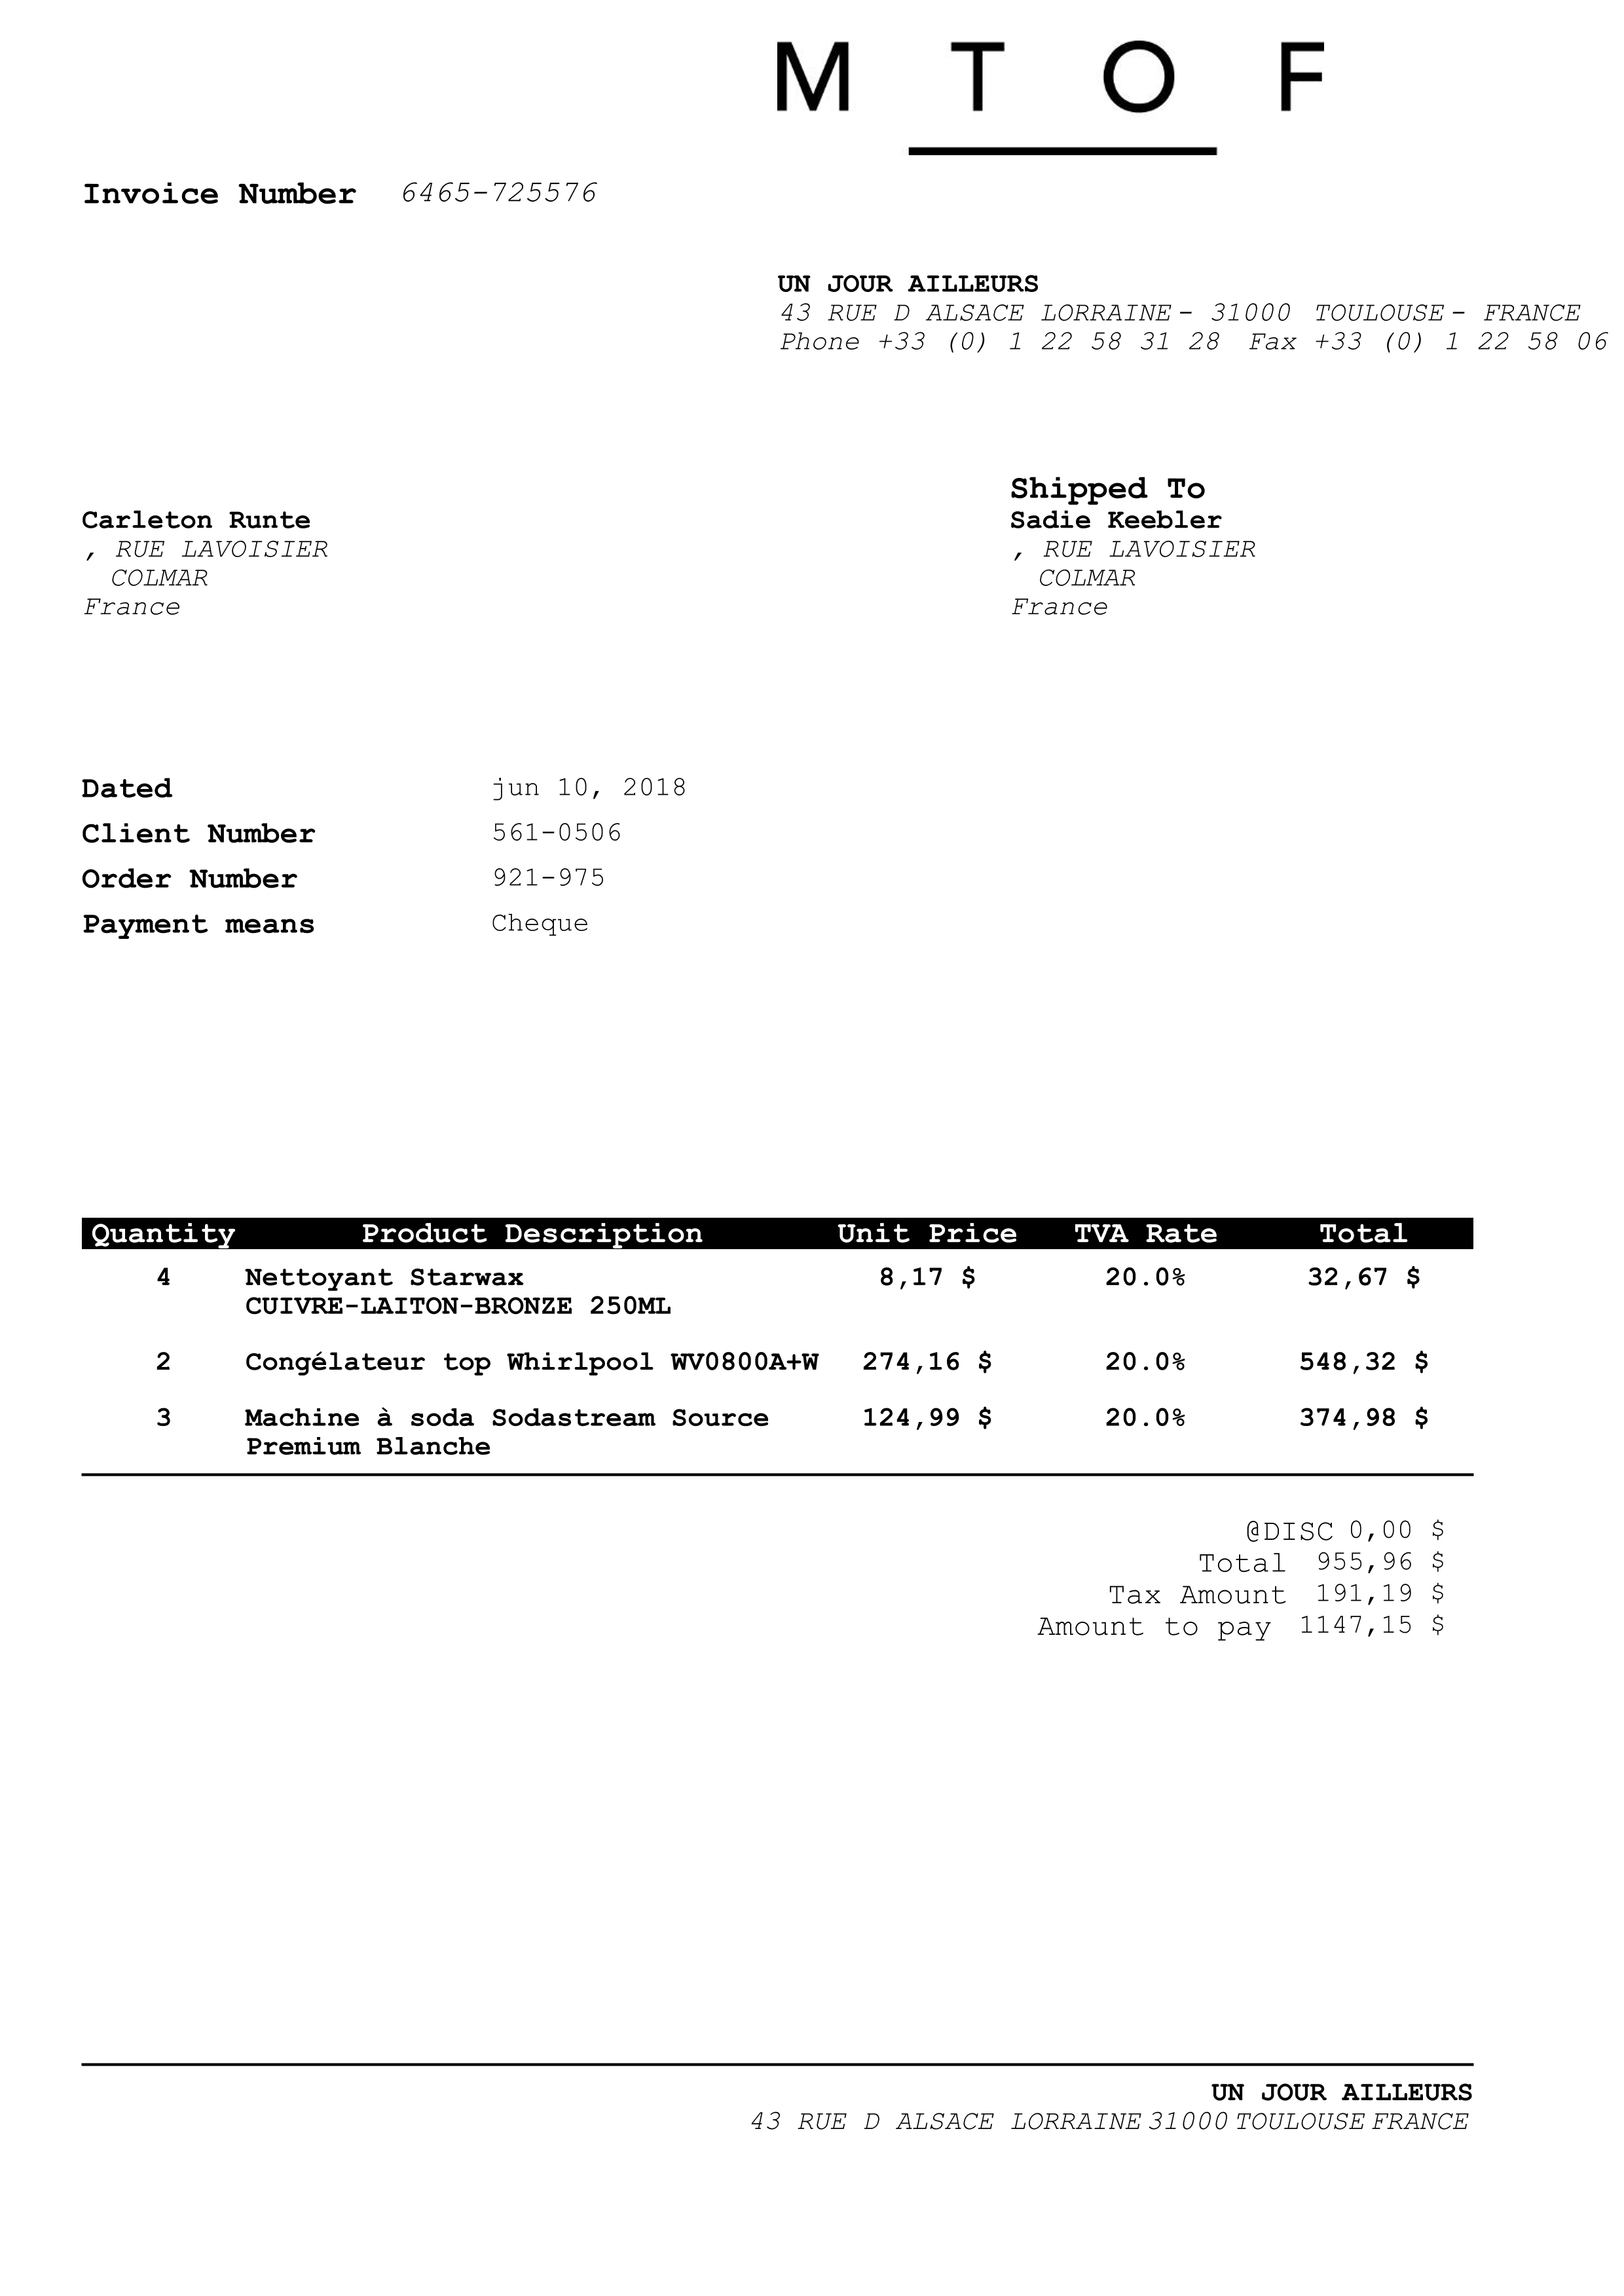 M T O F
Invoice Number 6465-725576
UN JOUR AILLEURS
43 RUE D ALSACE LORRAINE - 31000 TOULOUSE - FRANCE
Phone +33 (0) 1 22 58 31 28 Fax +33 (0) 1 22 58 06
Shipped To
Carleton Runte
, RUE LAVOISIER
COLMAR
France
Sadie Keebler
, RUE LAVOISIER
COLMAR
France
Dated jun 10, 2018
Client Number 561-0506
Order Number 921-975
Payment means Cheque
Quantity Product Description Unit Price TVA Rate Total
4 Nettoyant Starwax 8,17 $ 20.0% 32,67 $
CUIVRE-LAITON-BRONZE 250ML
2 Congélateur top Whirlpool WV0800A+W 274,16 $ 20.0% 548,32 $
3 Machine à soda Sodastream Source 124,99 $ 20.0% 374,98 $
Premium Blanche
@DISC 0,00 $
Total 955,96 $
Tax Amount 191,19 $
Amount to pay 1147,15 $
UN JOUR AILLEURS
43 RUE D ALSACE LORRAINE 31000 TOULOUSE FRANCE